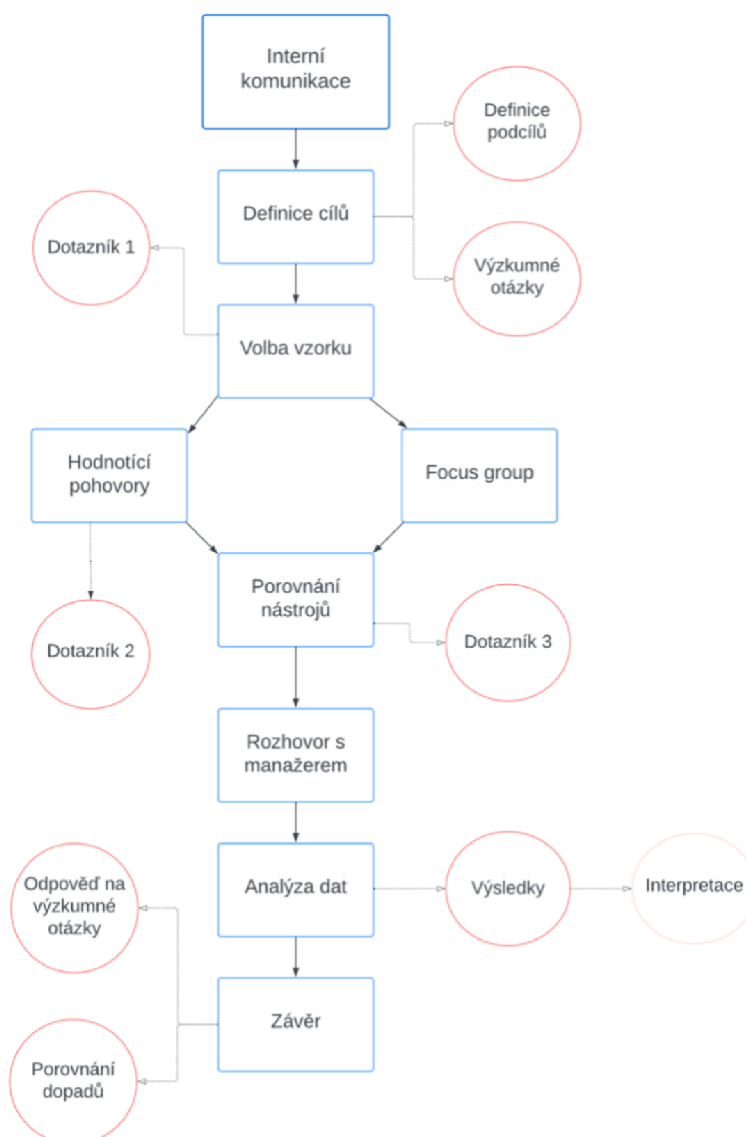 Interní
komunikace
Definice
podcílů
Definice cílů
Dotazník 1
Výzkumné
otázky
Volba vzorku
Hodnotící
pohovory
Focus group
Porovnání
nástrojů
Dotazník 2
Dotazník 3
Rozhovor s
manažerem
Analýza dat
Výsledky
Interpretace
Odpověď na
výzkumné
otázky
Závěr
Porovnání
dopadů